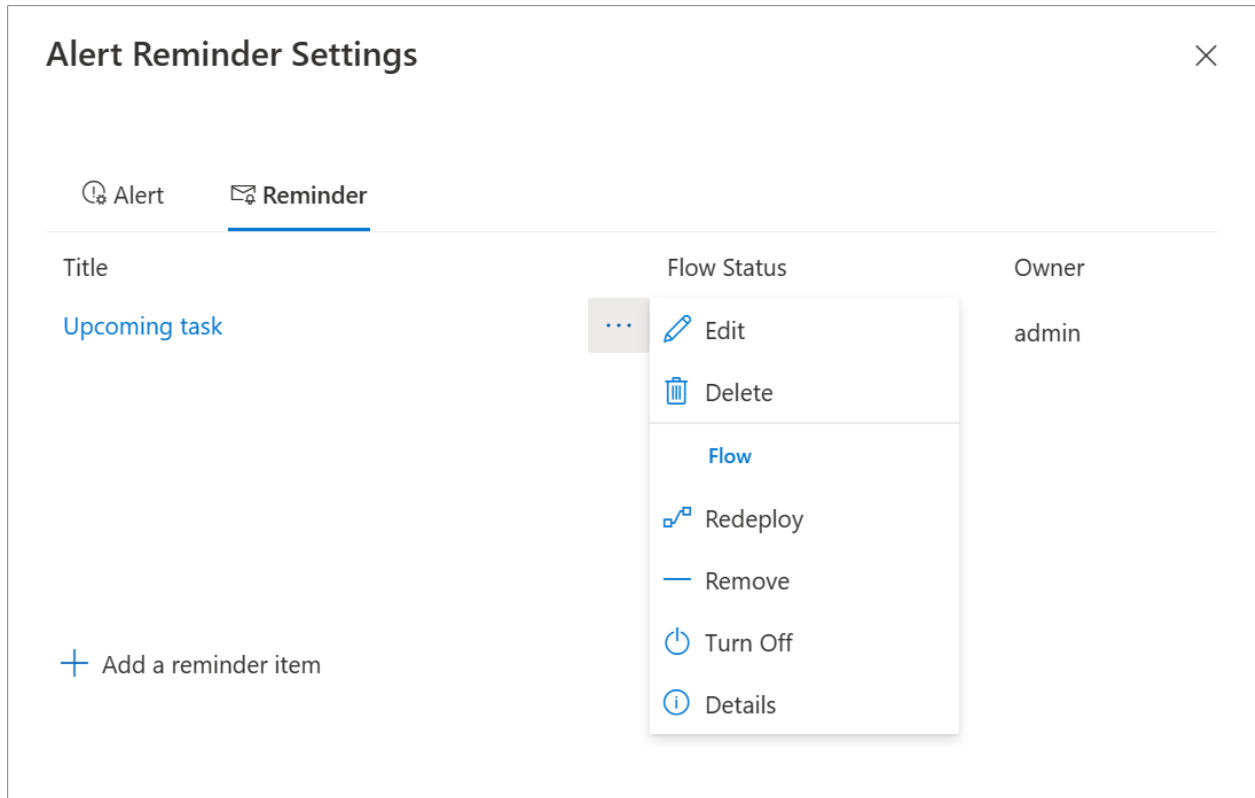 Alert Reminder Settings
Alert Reminder
Title Flow Status Owner
Upcoming task ... Edit admin
Delete
Flow
Redeploy
Remove
Turn Off
Add a reminder item
Details